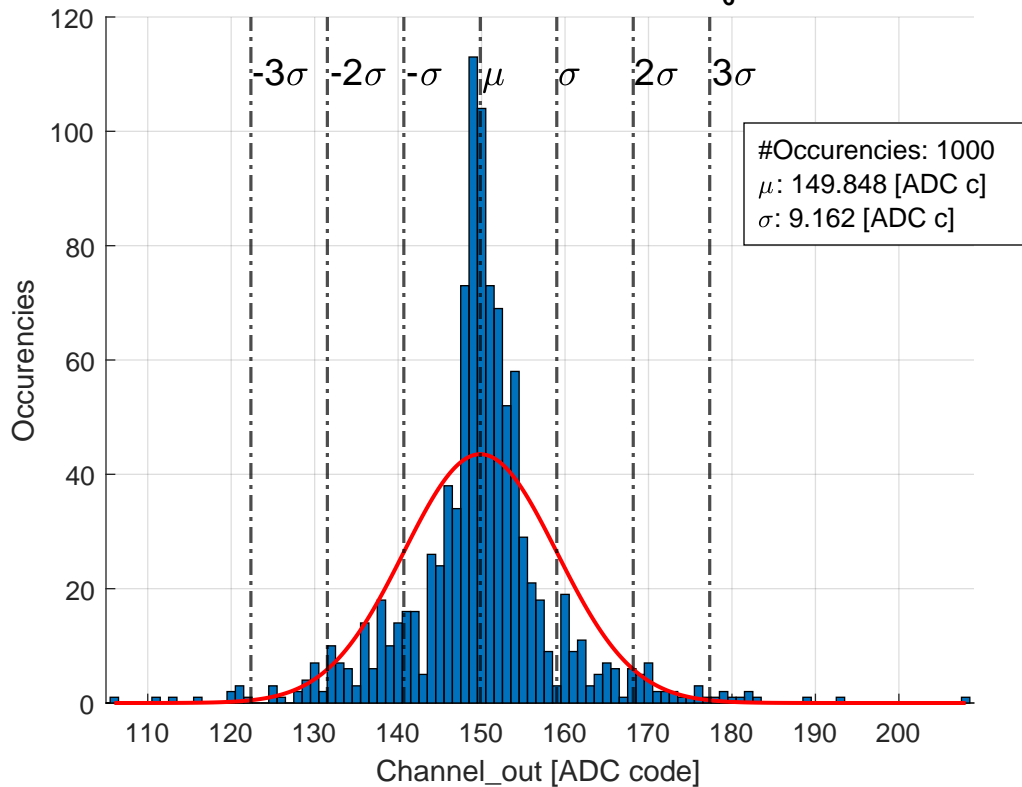 120
100
80
60
40
20
0
Occurencies
-3σ -2σ -σ μ σ 2σ 3σ
#Occurencies: 1000
μ: 149.848 [ADC c]
σ: 9.162 [ADC c]
110 120 130 140 150 160 170 180 190 200
Channel_out [ADC code]